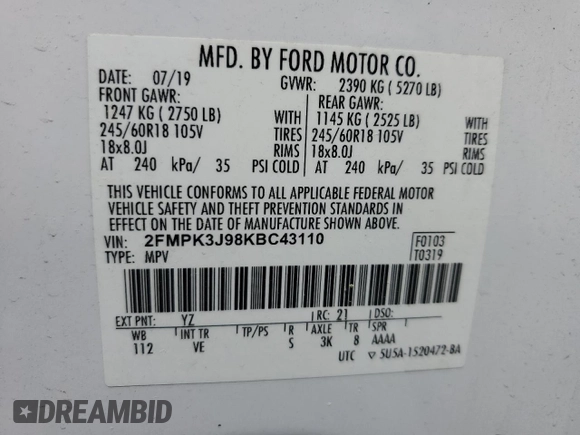 MFD. BY FORD MOTOR CO.
DATE: 07/19 GVWR: 2390 KG ( 5270 LB)
FRONT GAWR: REAR GAWR:
1247 KG ( 2750 LB) WITH 1145 KG ( 2525 LB) WITH
245/60R18 105V TIRES 245/60R18 105V TIRES
18x8.0J RIMS 18x8.0J RIMS
AT 240 kPa/ 35 PSI COLD AT 240 kPa/ 35 PSI COLD
THIS VEHICLE CONFORMS TO ALL APPLICABLE FEDERAL MOTOR
VEHICLE SAFETY AND THEFT PREVENTION STANDARDS IN
EFFECT ON THE DATE OF MANUFACTURE SHOWN ABOVE.
VIN: 2FMPK3J98KBC43110 F0103
TYPE: MPV T0319
EXT PNT: YZ RC: 21 DSO:
WB INT TR TP/PS R AXLE TR SPR
112 VE S 3K 8 AAAA
UTC ▽ 5U5A-1520472-BA
DREAMBID